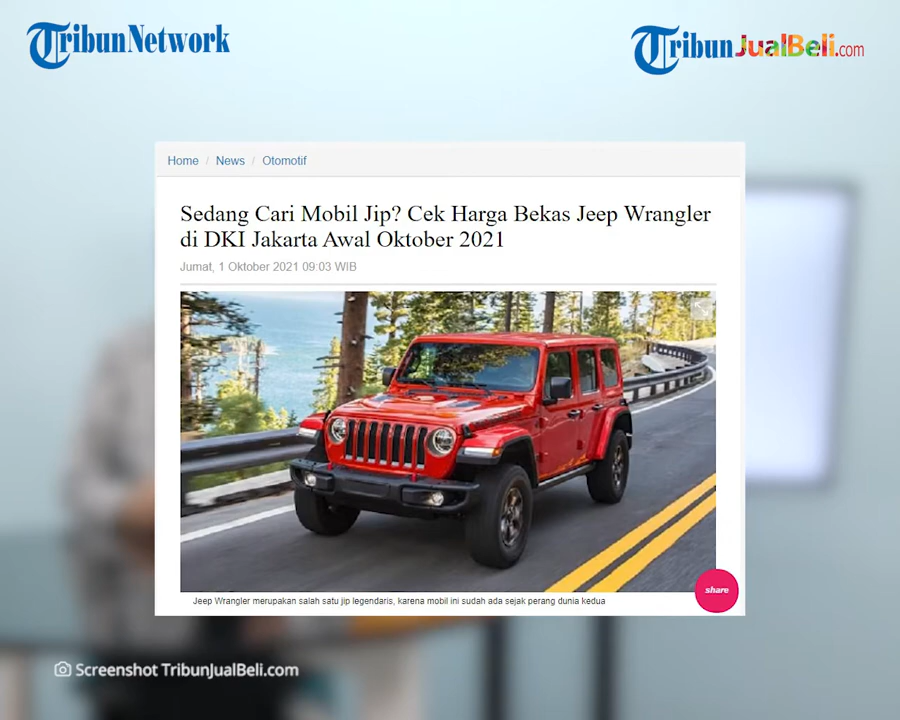 TribunNetwork
TribunJualBeli.com
Home / News / Otomotif
Sedang Cari Mobil Jip? Cek Harga Bekas Jeep Wrangler
di DKI Jakarta Awal Oktober 2021
Jumat, 1 Oktober 2021 09:03 WIB
Jeep Wrangler merupakan salah satu jip legendaris, karena mobil ini sudah ada sejak perang dunia kedua
share
Screenshot TribunJualBeli.com